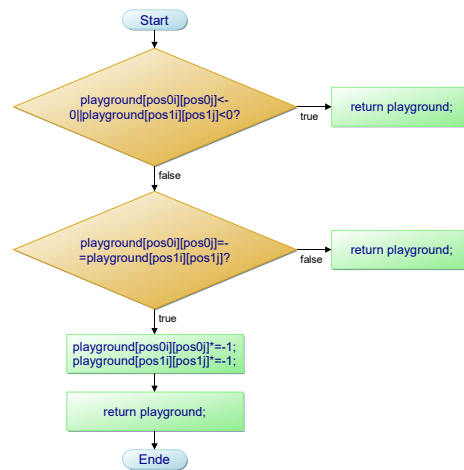 Start
playground[pos0i][pos0j]<-
0||playground[pos1i][pos1j]<0?
true
return playground;
false
playground[pos0i][pos0j]=-
=playground[pos1i][pos1j]?
false
return playground;
true
playground[pos0i][pos0j]*=-1;
playground[pos1i][pos1j]*=-1;
return playground;
Ende